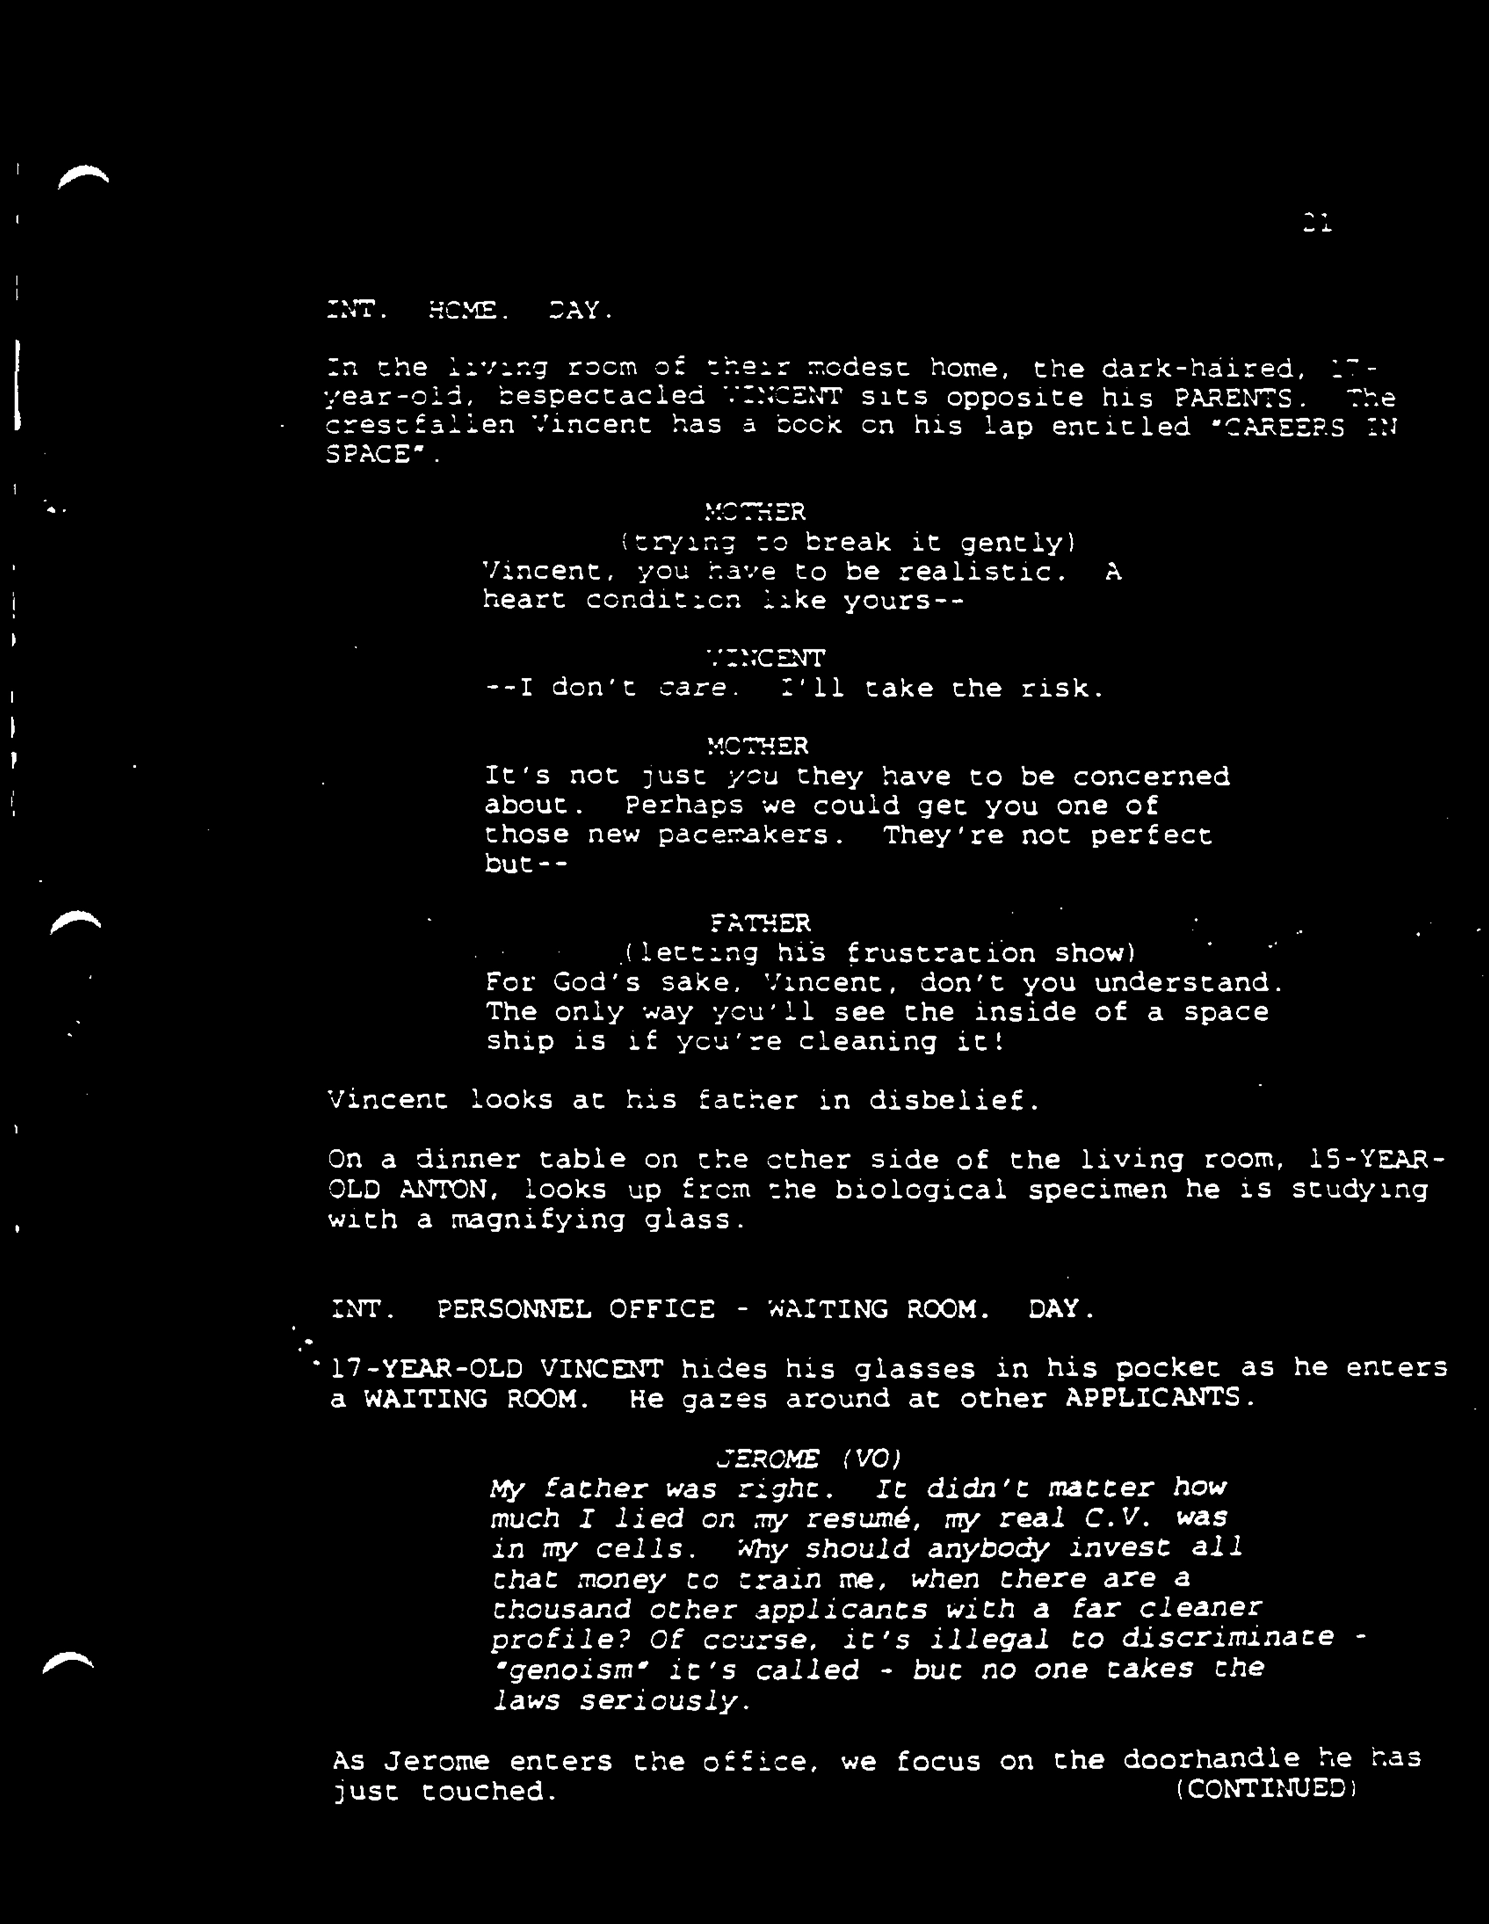 21
INT. HOME. DAY.
In the living room of their modest home, the dark-haired, 17-
year-old, bespectacled VINCENT sits opposite his PARENTS. The
crestfallen Vincent has a book on his lap entitled "CAREERS IN
SPACE".
MOTHER
(trying to break it gently)
Vincent, you have to be realistic. A
heart condition like yours--
VINCENT
--I don't care. I'll take the risk.
MOTHER
It's not just you they have to be concerned
about. Perhaps we could get you one of
those new pacemakers. They're not perfect
but--
FATHER
(letting his frustration show)
For God's sake, Vincent, don't you understand.
The only way you'll see the inside of a space
ship is if you're cleaning it!
Vincent looks at his father in disbelief.
On a dinner table on the other side of the living room, 15-YEAR-
OLD ANTON, looks up from the biological specimen he is studying
with a magnifying glass.
INT. PERSONNEL OFFICE - WAITING ROOM. DAY.
17-YEAR-OLD VINCENT hides his glasses in his pocket as he enters
a WAITING ROOM. He gazes around at other APPLICANTS.
JEROME (VO)
My father was right. It didn't matter how
much I lied on my resumé, my real C.V. was
in my cells. Why should anybody invest all
that money to train me, when there are a
thousand other applicants with a far cleaner
profile? Of course, it's illegal to discriminate -
"genoism" it's called - but no one takes the
laws seriously.
As Jerome enters the office, we focus on the doorhandle he has
just touched. (CONTINUED)